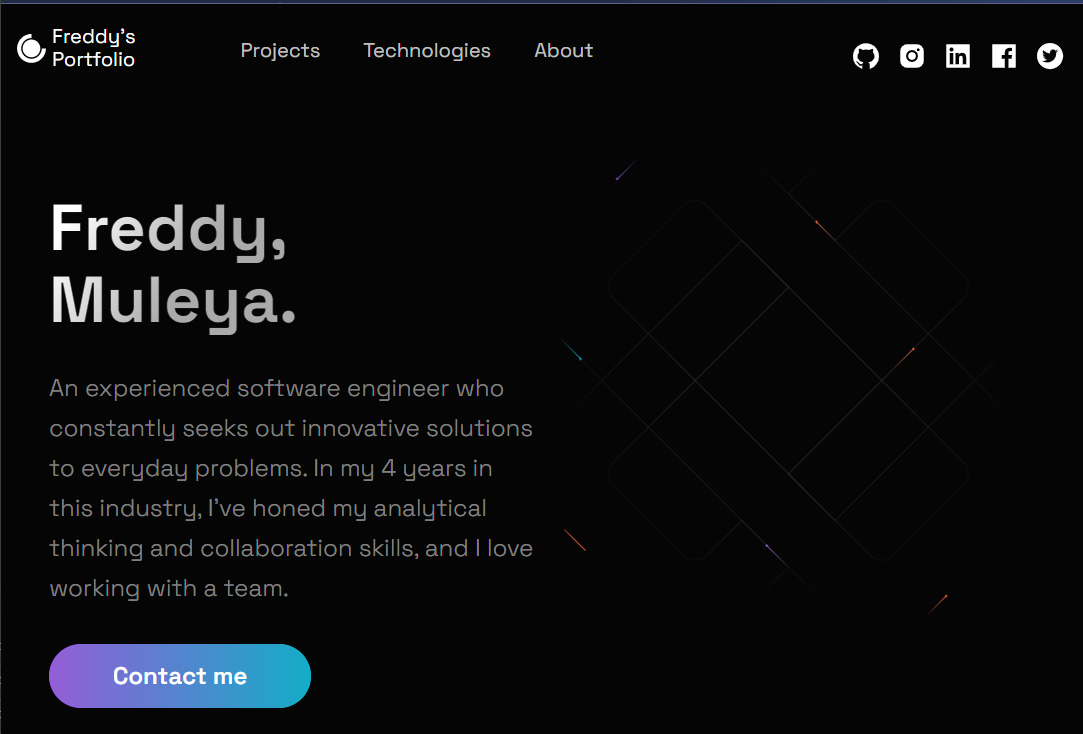 Freddy's
Portfolio
Projects
Technologies
About
Freddy,
Muleya.
An experienced software engineer who
constantly seeks out innovative solutions
to everyday problems. In my 4 years in
this industry, I've honed my analytical
thinking and collaboration skills, and I love
working with a team.
Contact me